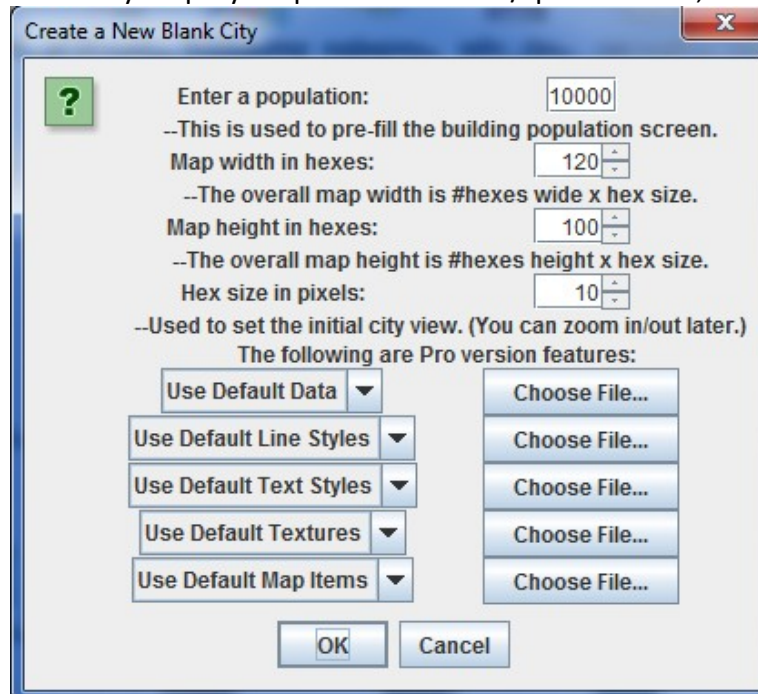 Create a New Blank City
X
?
Enter a population: 10000
--This is used to pre-fill the building population screen.
Map width in hexes: 120
--The overall map width is #hexes wide x hex size.
Map height in hexes: 100
--The overall map height is #hexes height x hex size.
Hex size in pixels: 10
--Used to set the initial city view. (You can zoom in/out later.)
The following are Pro version features:
Use Default Data Choose File...
Use Default Line Styles Choose File...
Use Default Text Styles Choose File...
Use Default Textures Choose File...
Use Default Map Items Choose File...
OK Cancel